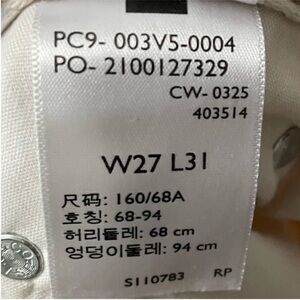 PC9- 003V5-0004
PO- 2100127329
CW- 0325
403514
W27 L31
尺码: 160/68A
호칭: 68-94
허리둘레: 68 cm
엉덩이둘레: 94 cm
S110783 RP